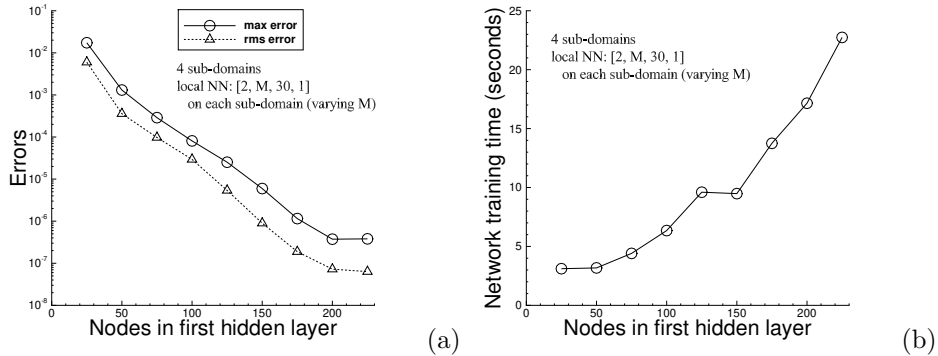 10-1
10-2
10-3
10-4
10-5
10-6
10-7
10-8
Errors
max error
rms error
4 sub-domains
local NN: [2, M, 30, 1]
on each sub-domain (varying M)
0 50 100 150 200
Nodes in first hidden layer
(a)
25
20
15
10
5
0
Network training time (seconds)
4 sub-domains
local NN: [2, M, 30, 1]
on each sub-domain (varying M)
0 50 100 150 200
Nodes in first hidden layer
(b)